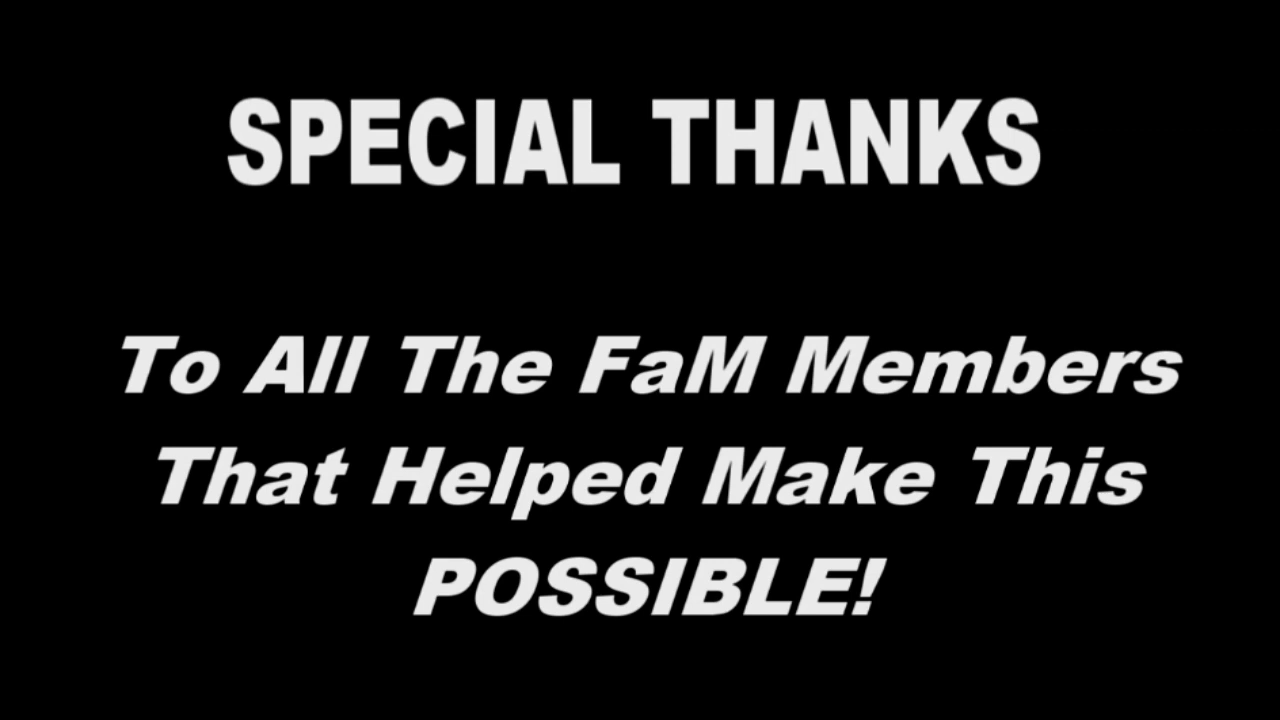 SPECIAL THANKS
To All The FaM Members
That Helped Make This
POSSIBLE!